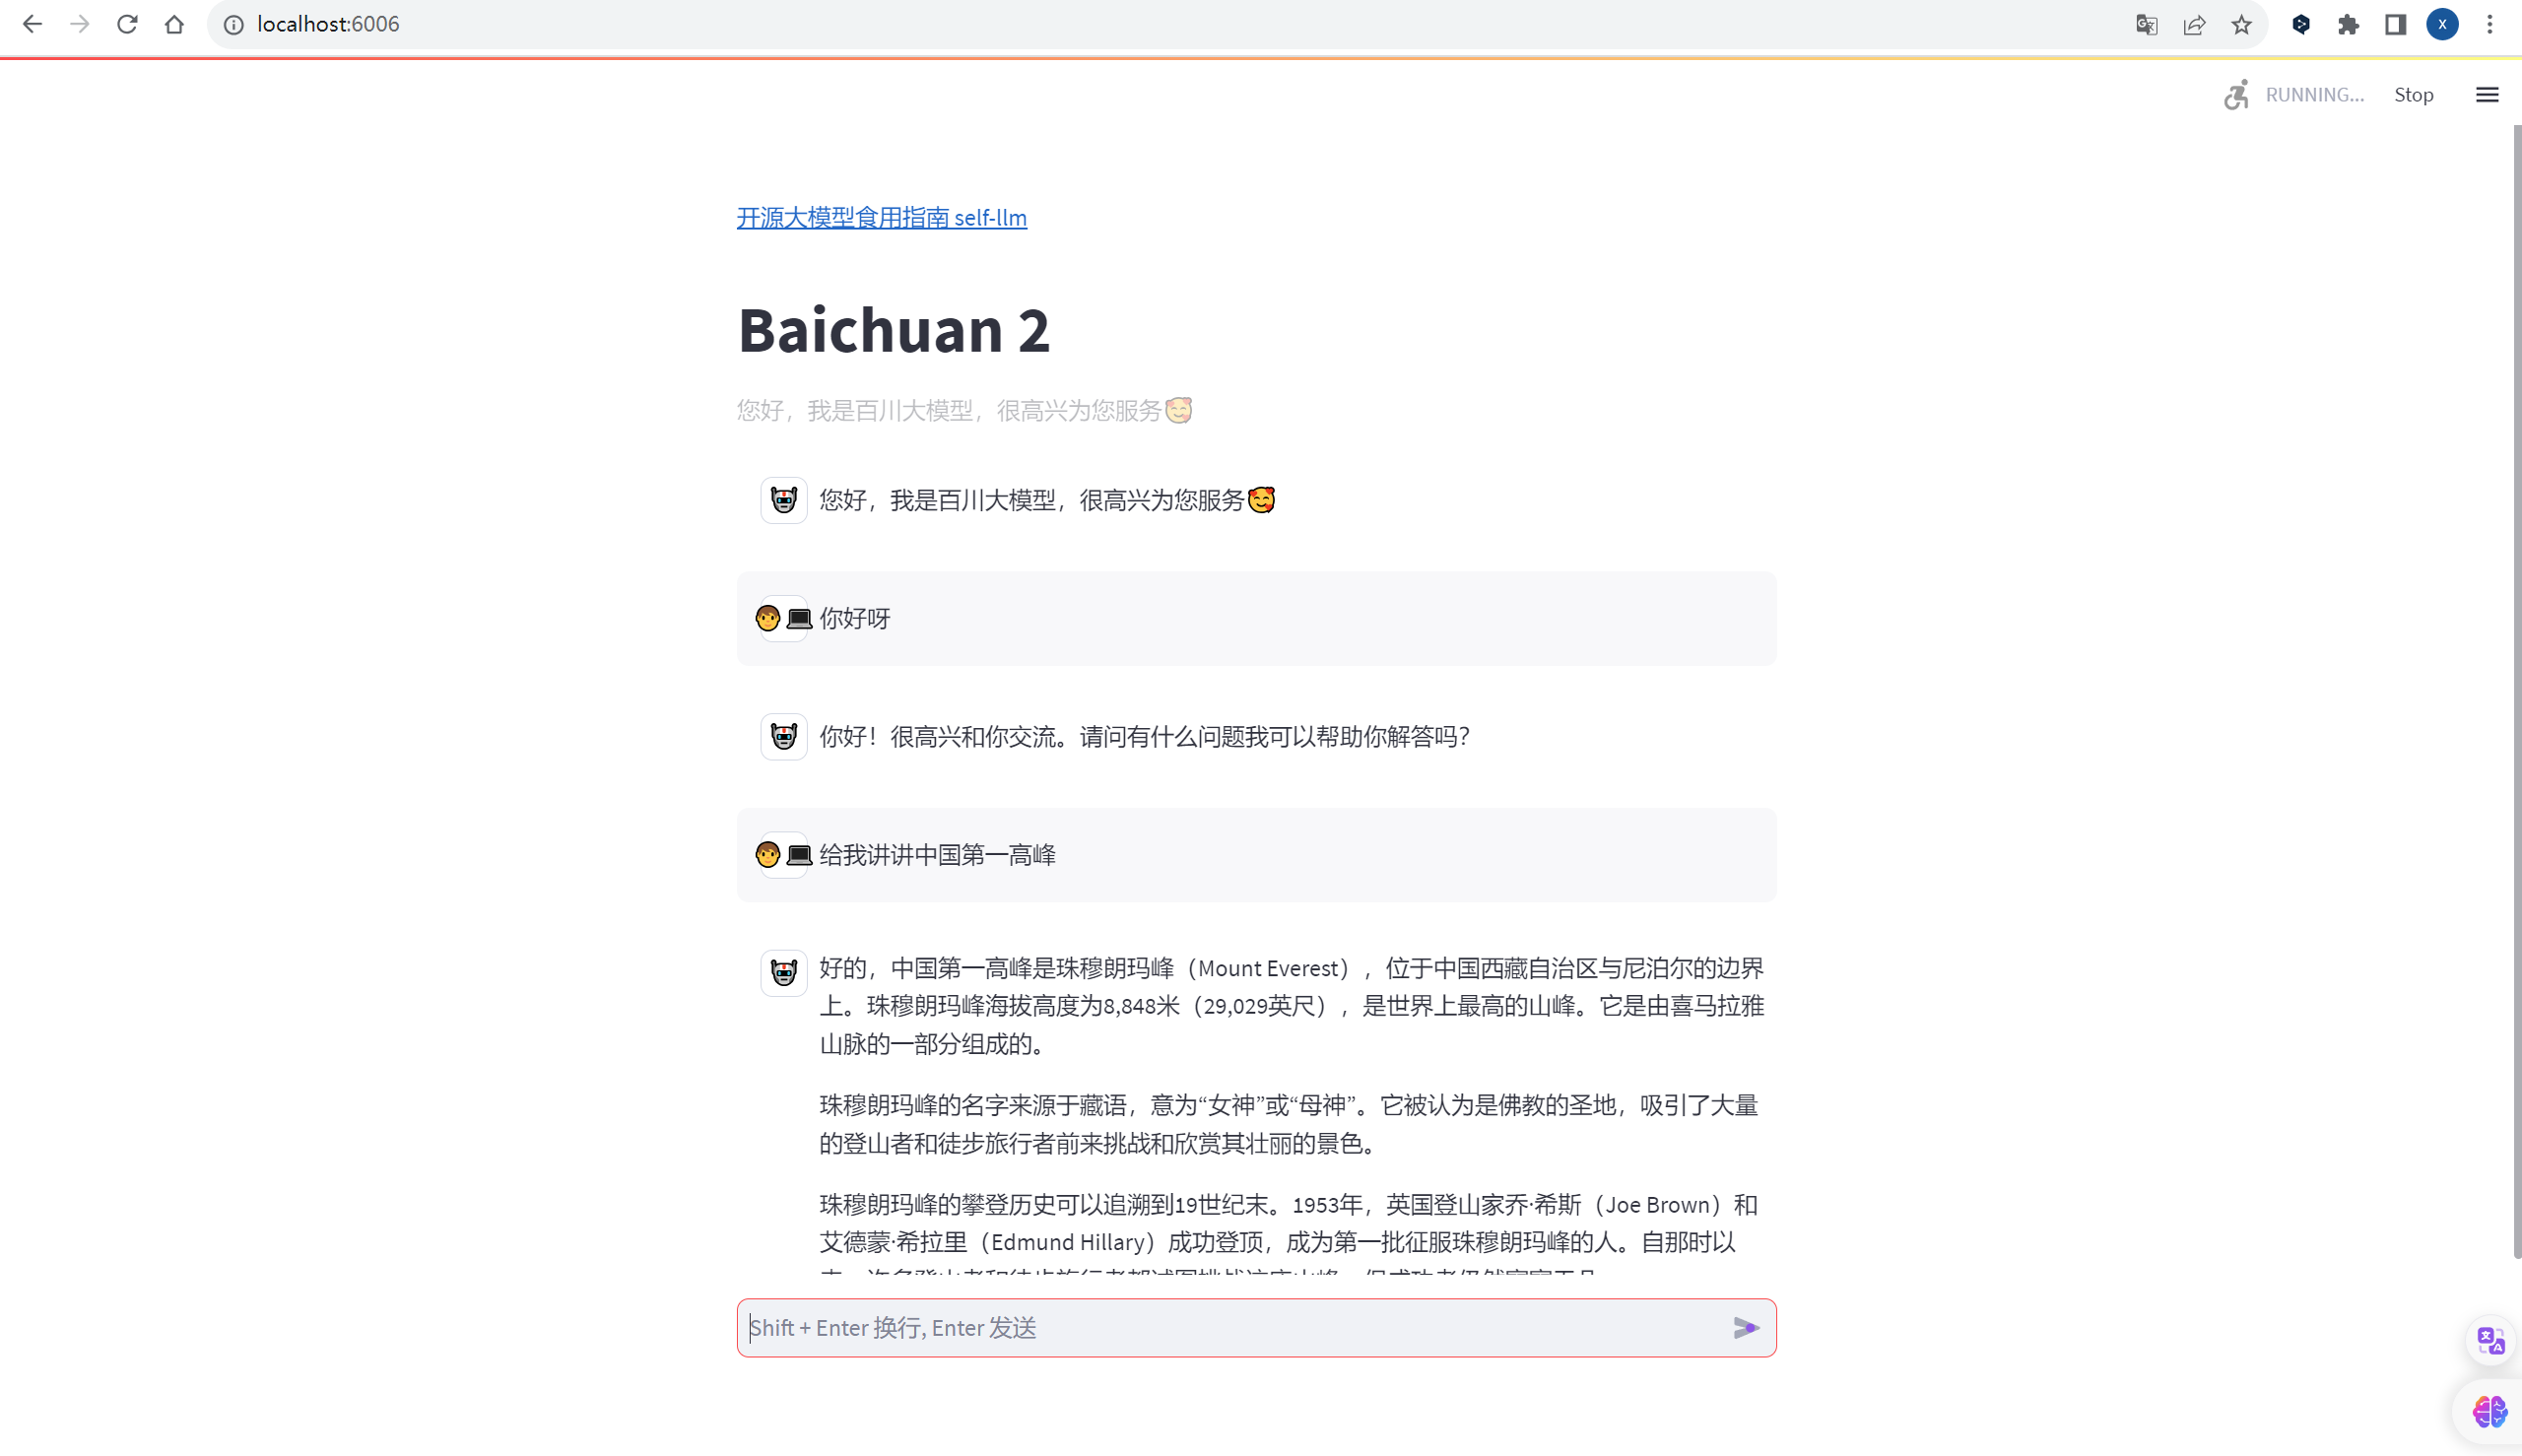 localhost:6006
X
RUNNING...
Stop
开源大模型食用指南 self-llm
Baichuan 2
您好，我是百川大模型，很高兴为您服务🥰
您好，我是百川大模型，很高兴为您服务🥰
你好呀
你好！很高兴和你交流。请问有什么问题我可以帮助你解答吗？
给我讲讲中国第一高峰
好的，中国第一高峰是珠穆朗玛峰（Mount Everest），位于中国西藏自治区与尼泊尔的边界
上。珠穆朗玛峰海拔高度为8,848米（29,029英尺），是世界上最高的山峰。它是由喜马拉雅
山脉的一部分组成的。
珠穆朗玛峰的名字来源于藏语，意为“女神”或“母神”。它被认为是佛教的圣地，吸引了大量
的登山者和徒步旅行者前来挑战和欣赏其壮丽的景色。
珠穆朗玛峰的攀登历史可以追溯到19世纪末。1953年，英国登山家乔·希斯（Joe Brown）和
艾德蒙·希拉里（Edmund Hillary）成功登顶，成为第一批征服珠穆朗玛峰的人。自那时以
Shift + Enter 换行, Enter 发送